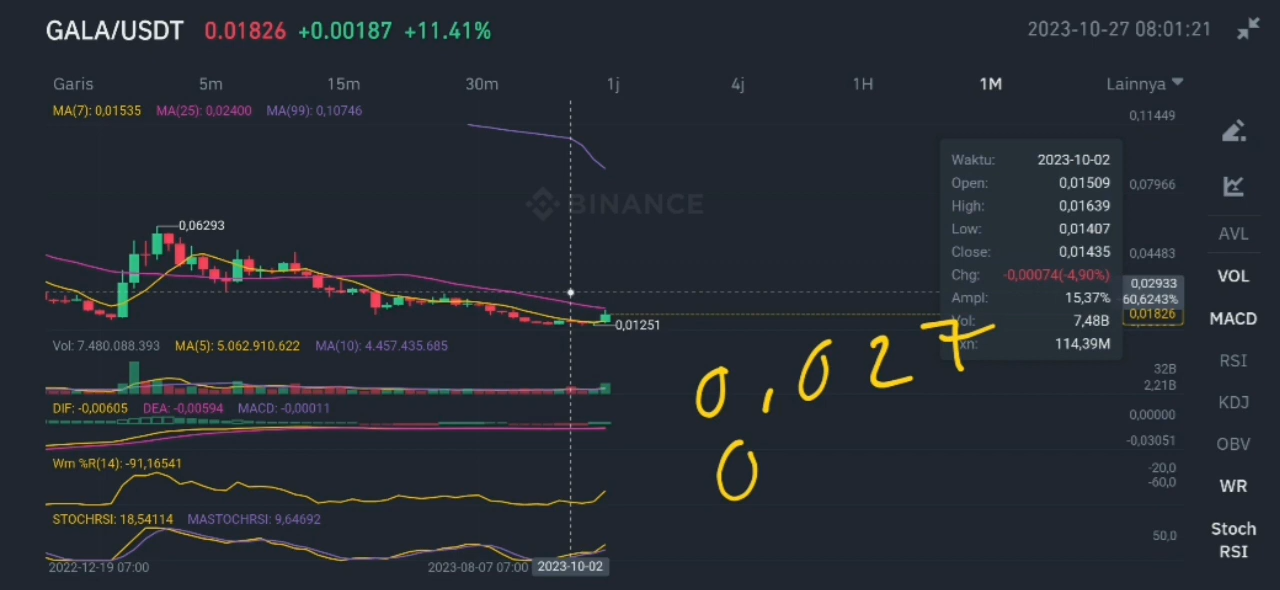 GALA/USDT 0.01826 +0.00187 +11.41% 2023-10-27 08:01:21
Garis 5m 15m 30m 1j 4j 1H 1M Lainnya
MA(7): 0,01535 MA(25): 0,02400 MA(99): 0,10746
0,11449
Waktu: 2023-10-02
Open: 0,01509
High: 0,01639
Low: 0,01407
Close: 0,01435
Chg: -0,00074(-4,90%)
Ampl: 15,37%
Vol: 7,48B
114,39M
0,07966
0,04483
0,02933
60,6243%
0,01826
BINANCE
0,06293
0,01251
AVL
VOL
MACD
RSI
KDJ
OBV
WR
Stoch
RSI
Vol: 7.480.088.393 MA(5): 5.062.910.622 MA(10): 4.457.435.685
32B
2,21B
0,027
0
DIF: -0,00605 DEA: -0,00594 MACD: -0,00011
0,00000
-0,03051
Wm %R(14): -91,16541
-20,0
-60,0
STOCHRSI: 18,54114 MASTOCHRSI: 9,64692
50,0
2022-12-19 07:00 2023-08-07 07:00 2023-10-02